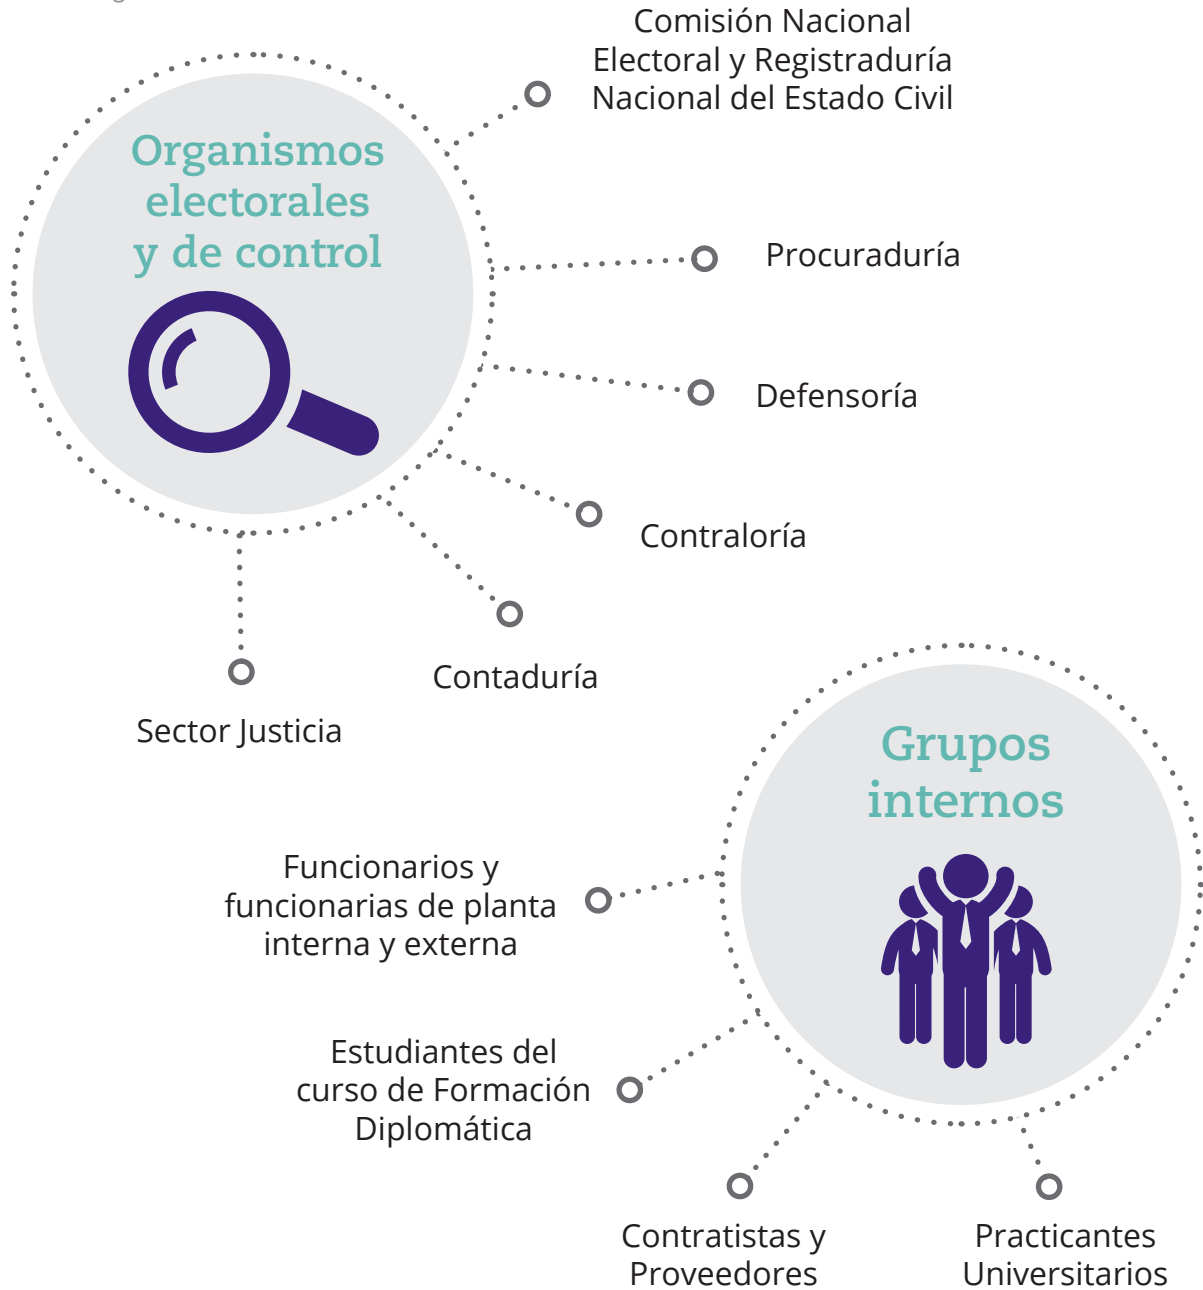 Comisión Nacional
Electoral y Registraduría
Nacional del Estado Civil
Organismos
electorales
y de control
Procuraduría
Defensoría
Contraloría
Contaduría
Sector Justicia
Grupos
internos
Funcionarios y
funcionarias de planta
interna y externa
Estudiantes del
curso de Formación
Diplomática
Contratistas y
Proveedores
Practicantes
Universitarios